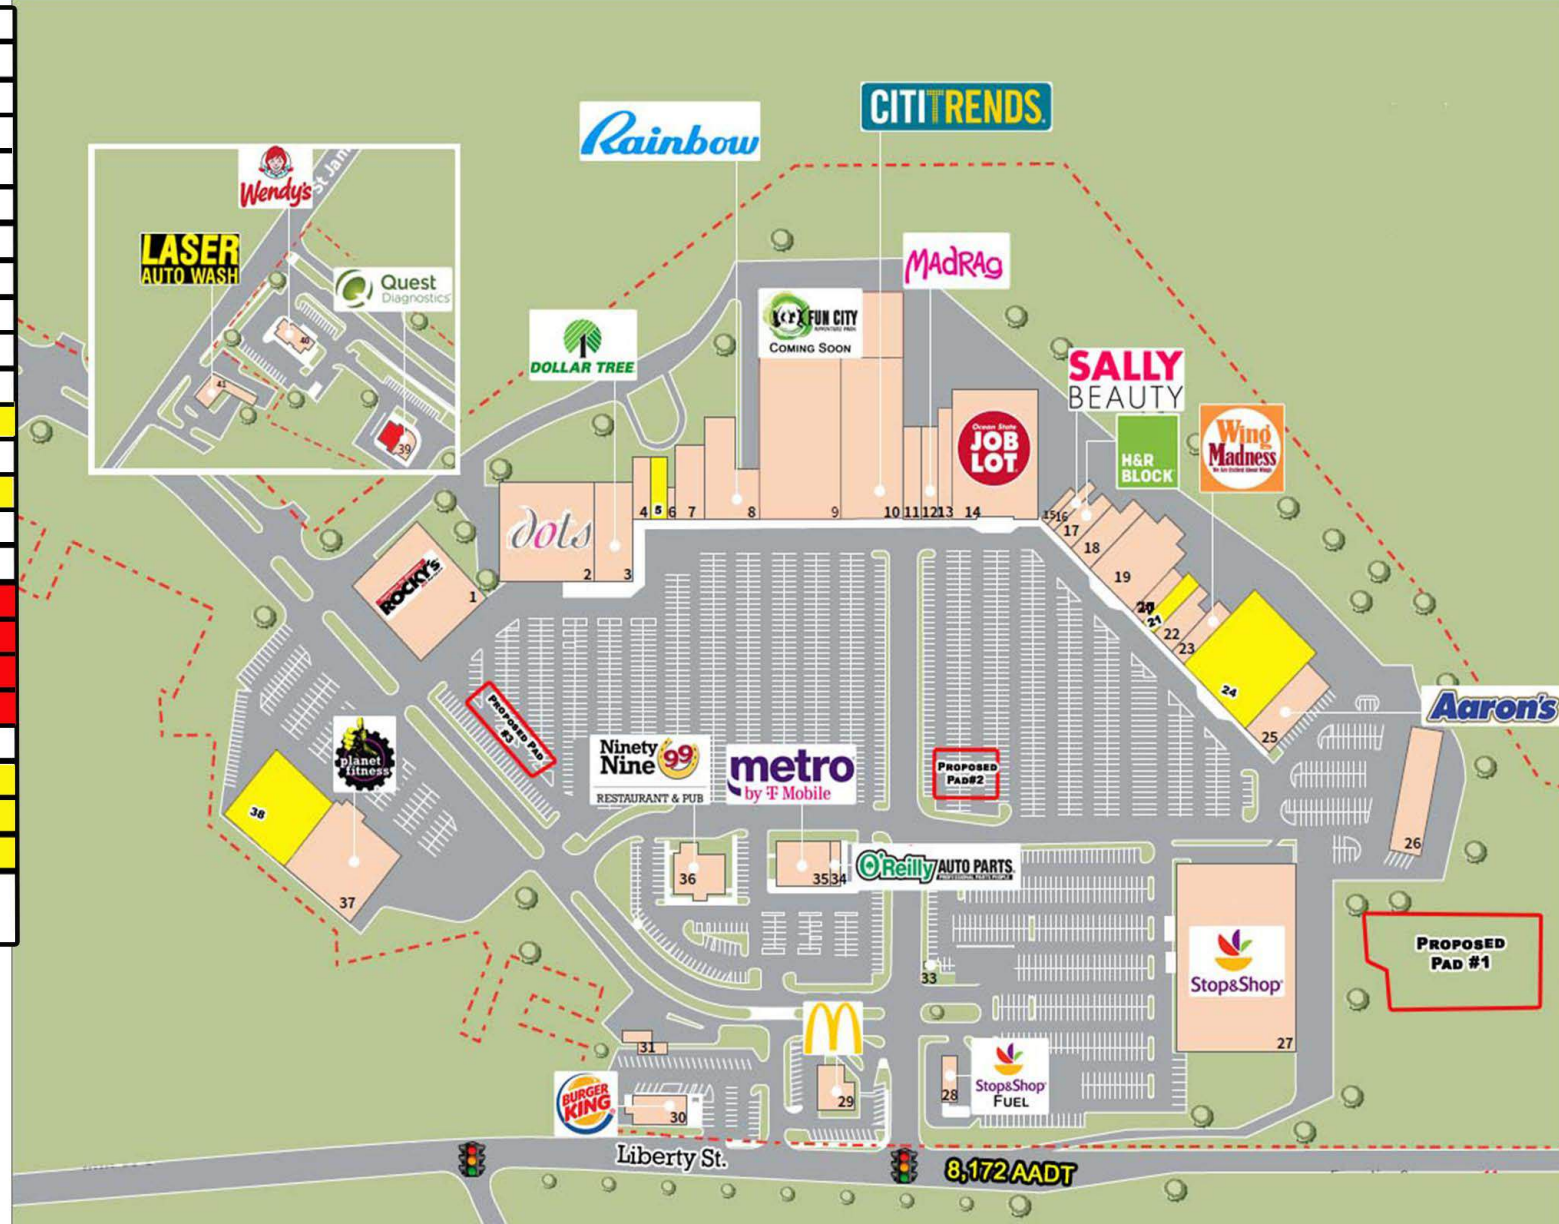 CITITRENDS
Rainbow
Wendy's
St Jam
LASER
AUTO WASH
Quest
Diagnostics
MADRAG
FUN CITY
ADVENTURE PARK
COMING SOON
DOLLAR TREE
SALLY
BEAUTY
H&R
BLOCK
Wing
Madness
Ocean State
JOB
LOT
dots
ROCKY's
40
41
39
1
2
3
4
5
6
7
8
9
10
11
12
13
14
15
16
17
18
19
21
22
23
24
25
26
Aaron's
PROPOSED PAD
#3
PROPOSED
PAD#2
planet
fitness
38
37
Ninety
Nine 99
RESTAURANT & PUB
metro
by T Mobile
O'Reilly AUTO PARTS
36
35
34
33
Stop&Shop
27
PROPOSED
PAD #1
31
BURGER
KING
30
29
28
Stop&Shop
FUEL
Liberty St.
8,172 AADT